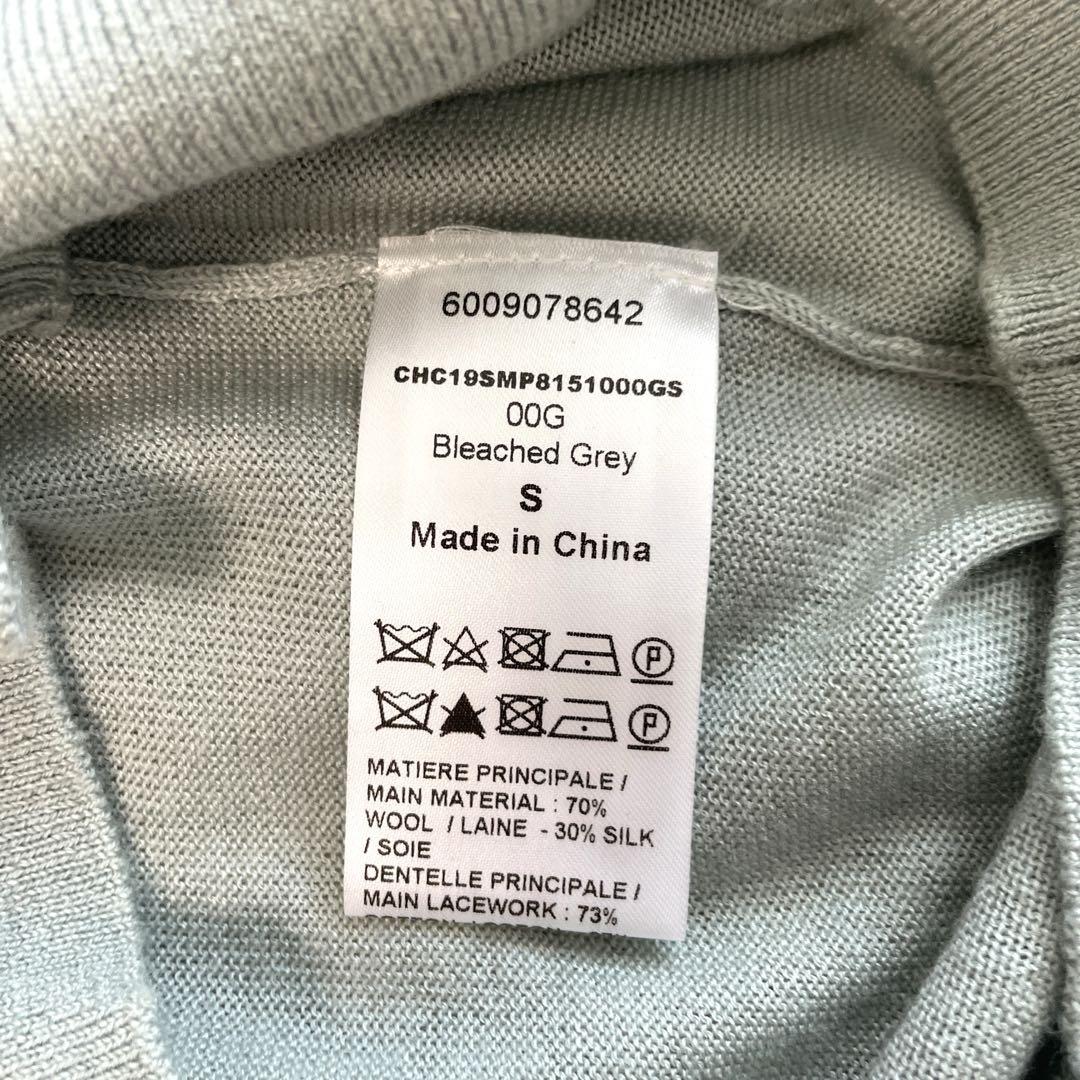 6009078642
CHC19SMP8151000GS
00G
Bleached Grey
S
Made in China
P
P
MATIERE PRINCIPALE /
MAIN MATERIAL : 70%
WOOL / LAINE - 30% SILK
/ SOIE
DENTELLE PRINCIPALE /
MAIN LACEWORK : 73%